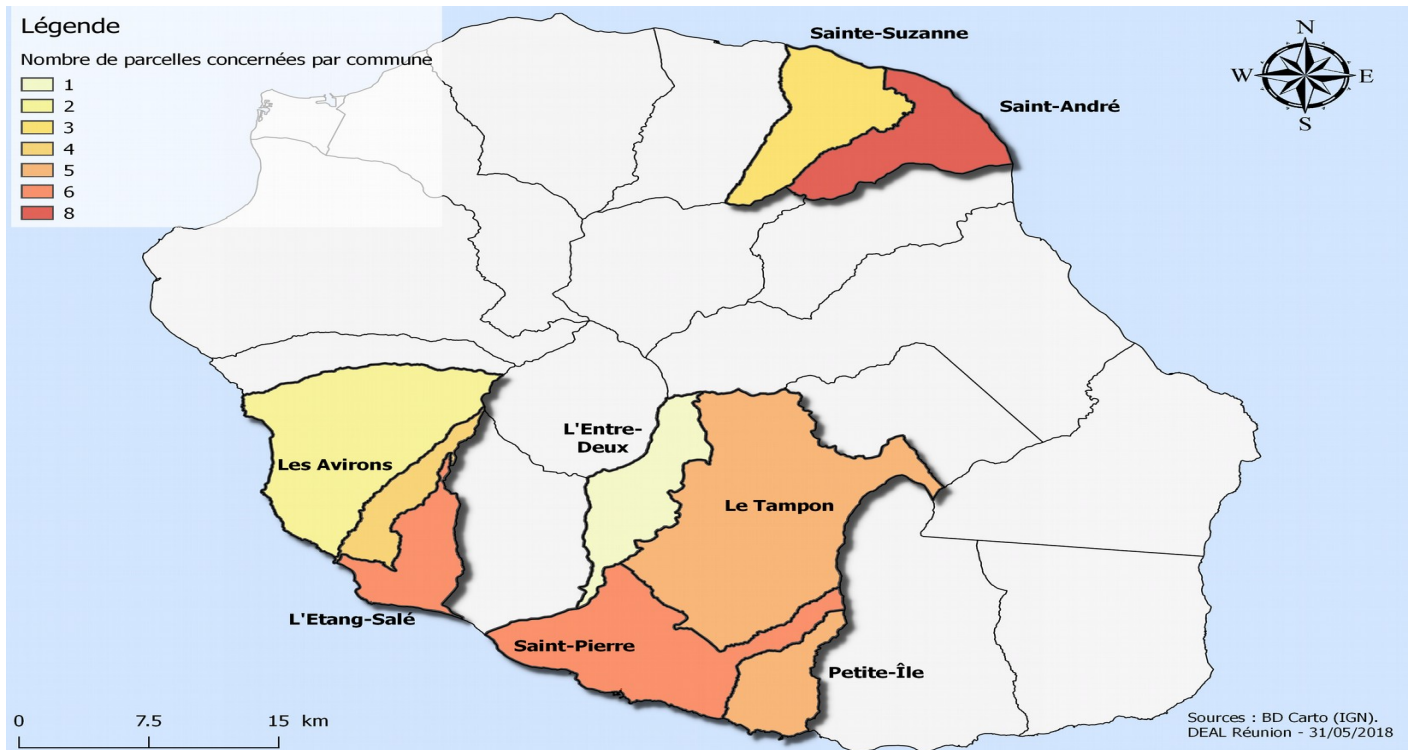 Légende
Nombre de parcelles concernées par commune
1
2
3
4
5
6
8
Sainte-Suzanne
Saint-André
N
W
E
S
L'Entre-
Deux
Les Avirons
Le Tampon
L'Etang-Salé
Saint-Pierre
Petite-Île
0
7.5
15 km
Sources : BD Carto (IGN).
DEAL Réunion - 31/05/2018